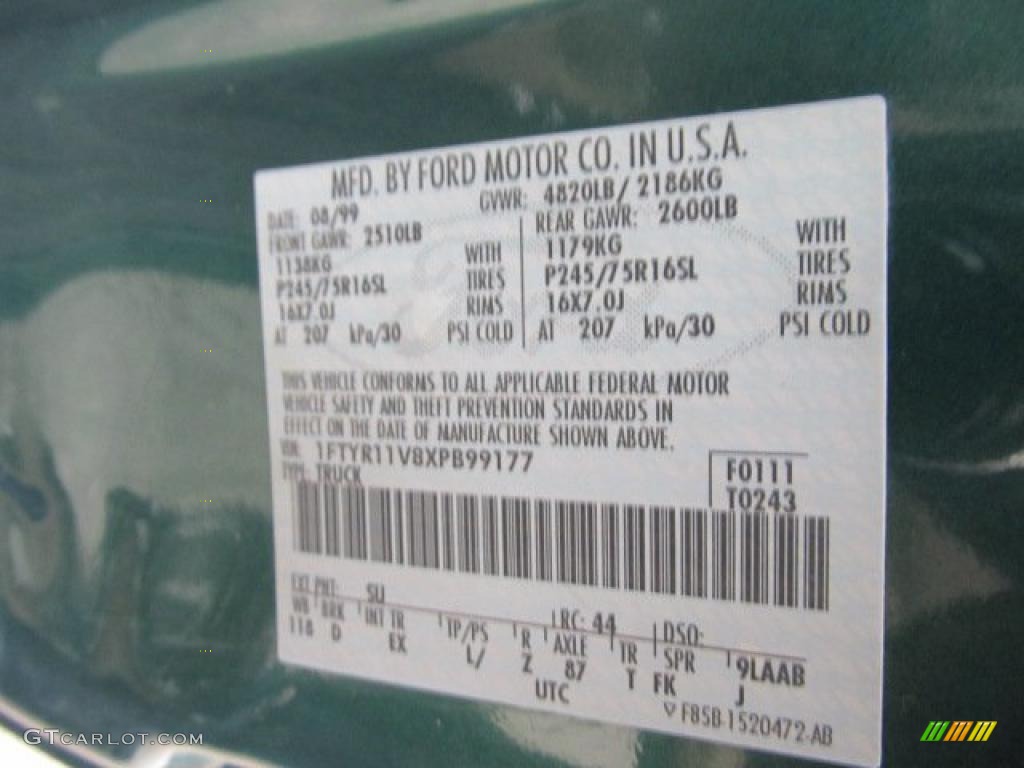 MFD. BY FORD MOTOR CO. IN U.S.A.
DATE: 08/99 GVWR: 4820LB/ 2186KG
FRONT GAWR: 2510LB REAR GAWR: 2600LB
1138KG WITH 1179KG WITH
P245/75R16SL TIRES P245/75R16SL TIRES
16X7.0J RIMS 16X7.0J RIMS
AT 207 kPa/30 PSI COLD AT 207 kPa/30 PSI COLD
THIS VEHICLE CONFORMS TO ALL APPLICABLE FEDERAL MOTOR
VEHICLE SAFETY AND THEFT PREVENTION STANDARDS IN
EFFECT ON THE DATE OF MANUFACTURE SHOWN ABOVE.
VIN: 1FTYR11V8XPB99177
TYPE: TRUCK
F0111
T0243
EXT PNT: SU RC: 44 DSO:
WB BRK INT TR TP/PS R AXLE TR SPR 9LAAB
118 D EX L/ Z 87 T FK J
UTC
F85B-1520472-AB
GTCARLOT.COM